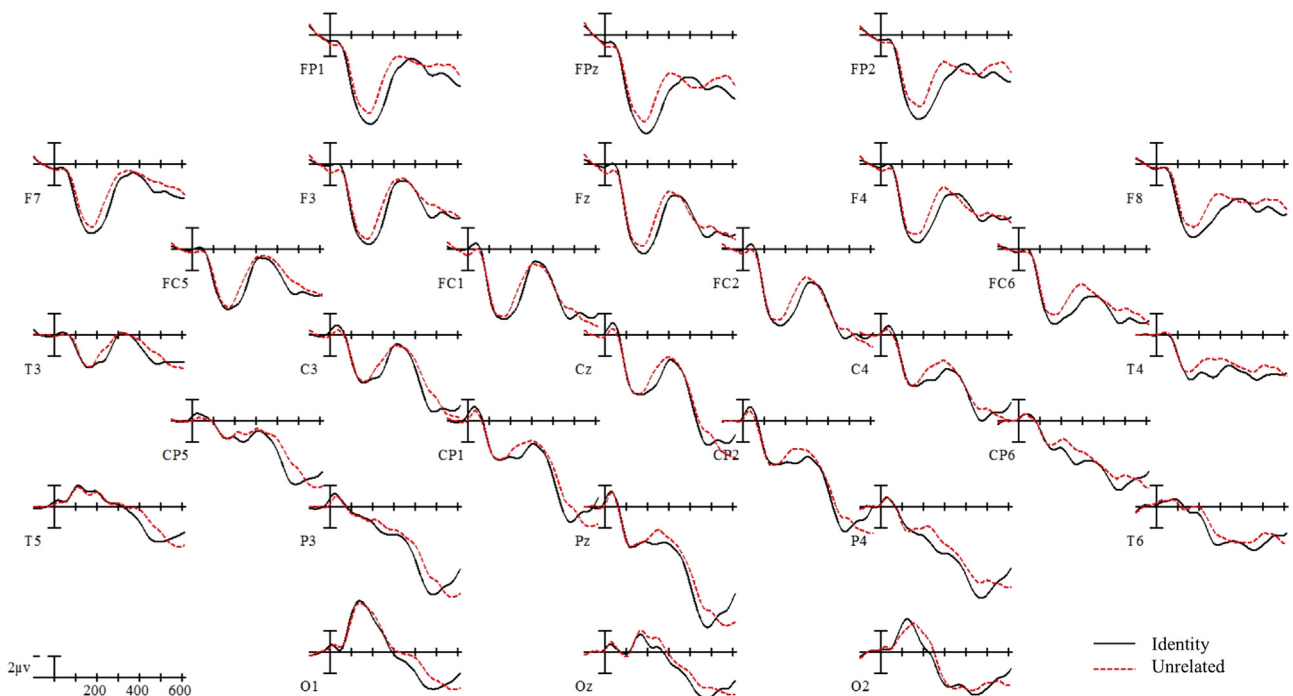 FP1 FPz FP2
F7 F3 Fz F4 F8
FC5 FC1 FC2 FC6
T3 C3 Cz C4 T4
CP5 CP1 CP2 CP6
T5 P3 Pz P4 T6
O1 Oz O2
Identity
Unrelated
2μv
200 400 600